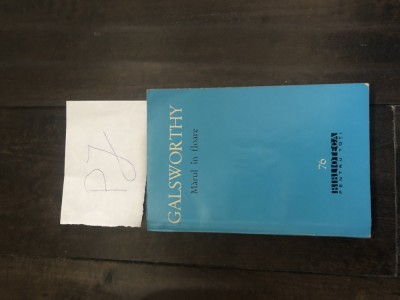 GALSWORTHY
Mărul în floare
76
BIBLIOTECA
PENTRU TOȚI
PJ